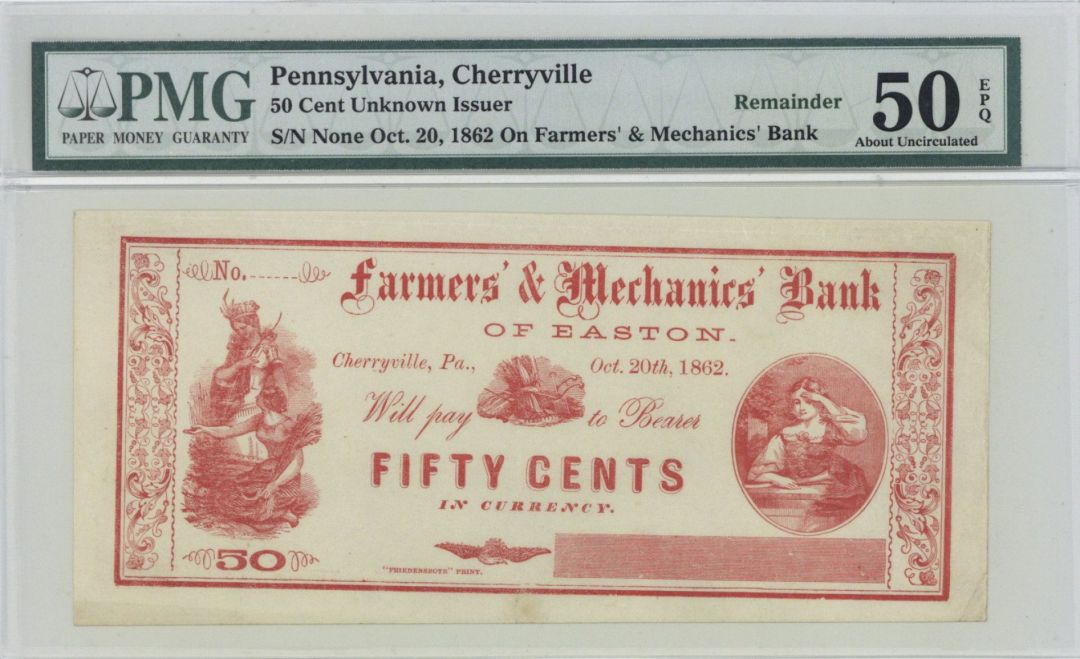 PMG
PAPER MONEY GUARANTY
Pennsylvania, Cherryville
50 Cent Unknown Issuer
Remainder
S/N None Oct. 20, 1862 On Farmers' & Mechanics' Bank
50
EPQ
About Uncirculated
No.
Farmers' & Mechanics' Bank
OF EASTON.
Cherryville, Pa., Oct. 20th, 1862.
Will pay to Bearer
FIFTY CENTS
IN CURRENCY.
50
"FRIEDENSBOTE" PRINT.